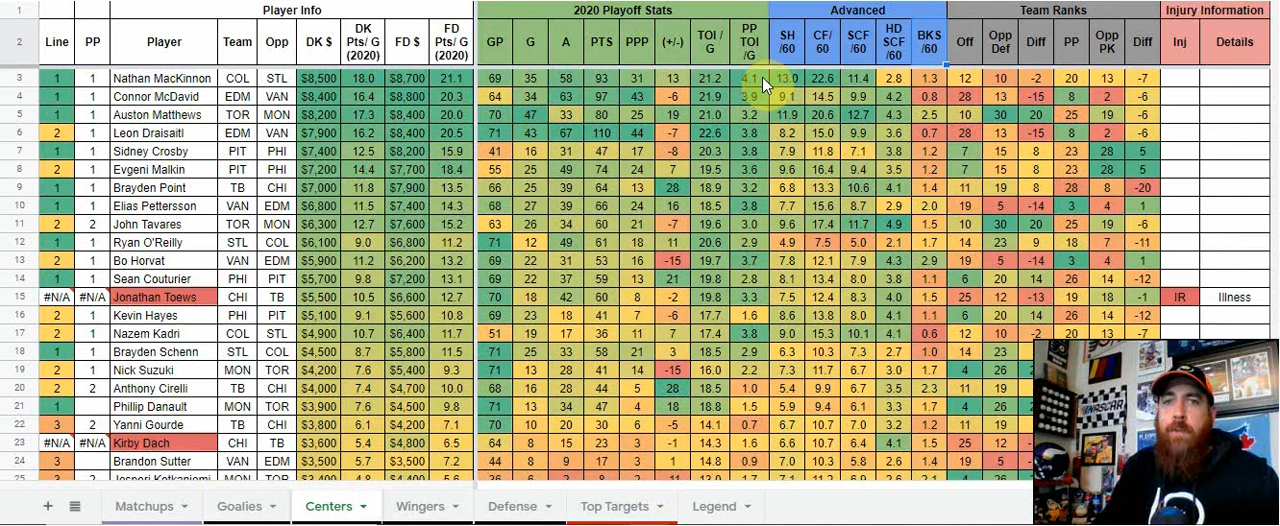 1 Player Info 2020 Playoff Stats Advanced Team Ranks Injury Information
2 Line PP Player Team Opp DK $ DK Pts/ G (2020) FD $ FD Pts/ G (2020) GP G A PTS PPP (+/-) TOI / G PP TOI /G SH /60 CF/ 60 SCF /60 HD SCF /60 BKS /60 Off Opp Def Diff PP Opp PK Diff Inj Details
3 1 1 Nathan MacKinnon COL STL $8,500 18.0 $8,700 21.1 69 35 58 93 31 13 21.2 4.1 13.0 22.6 11.4 2.8 1.3 12 10 -2 20 13 -7
4 1 1 Connor McDavid EDM VAN $8,400 16.4 $8,800 20.3 64 34 63 97 43 -6 21.9 3.9 9.1 14.5 9.9 4.2 0.8 28 13 -15 8 2 -6
5 1 1 Auston Matthews TOR MON $8,200 17.3 $8,400 20.0 70 47 33 80 25 19 21.0 3.2 11.9 20.6 12.7 4.3 2.5 10 30 20 25 19 -6
6 2 1 Leon Draisaitl EDM VAN $7,900 16.2 $8,400 20.5 71 43 67 110 44 -7 22.6 3.8 8.2 15.0 9.9 3.6 0.7 28 13 -15 8 2 -6
7 1 1 Sidney Crosby PIT PHI $7,400 12.5 $8,200 15.9 41 16 31 47 17 -8 20.3 3.8 7.9 11.8 7.1 3.8 1.2 7 15 8 23 28 5
8 2 1 Evgeni Malkin PIT PHI $7,200 14.4 $7,700 18.4 55 25 49 74 24 7 19.5 3.6 9.6 16.4 9.4 3.5 1.2 7 15 8 23 28 5
9 1 1 Brayden Point TB CHI $7,000 11.8 $7,900 13.5 66 25 39 64 13 28 18.9 3.2 6.8 13.3 10.6 4.1 1.4 11 19 8 28 8 -20
10 1 1 Elias Pettersson VAN EDM $6,800 11.5 $7,400 14.3 68 27 39 66 24 16 18.5 3.8 7.7 15.6 8.7 2.9 2.0 19 5 -14 3 4 1
11 2 2 John Tavares TOR MON $6,300 12.7 $7,600 15.2 63 26 34 60 21 -7 19.6 3.0 9.6 17.4 11.7 4.9 1.5 10 30 20 25 19 -6
12 1 1 Ryan O'Reilly STL COL $6,100 9.0 $6,800 11.2 71 12 49 61 18 11 20.6 2.9 4.9 7.5 5.0 2.1 1.7 14 23 9 18 7 -11
13 2 1 Bo Horvat VAN EDM $5,900 11.2 $6,200 13.2 69 22 31 53 16 -15 19.7 3.7 7.8 12.1 7.9 3.2 1.2 19 5 -14 3 4 1
14 1 1 Sean Couturier PHI PIT $5,700 9.8 $7,200 13.1 69 22 37 59 13 21 19.8 2.8 8.1 13.4 8.0 3.8 1.1 6 20 14 26 14 -12
15 #N/A #N/A Jonathan Toews CHI TB $5,500 10.5 $6,600 12.7 70 18 42 60 8 -2 19.8 3.3 7.5 12.4 8.3 4.0 1.5 25 12 -13 19 18 -1 IR Illness
16 2 1 Kevin Hayes PHI PIT $5,100 9.1 $5,600 10.8 69 23 18 41 7 -6 17.7 1.6 8.0 11.8 7.3 4.1 1.1 6 20 14 26 14 -12
17 2 1 Nazem Kadri COL STL $4,900 10.7 $6,400 11.7 51 19 17 36 11 7 17.4 3.8 9.0 15.3 10.1 4.1 0.6 12 10 -2 20 13 -7
18 1 1 Brayden Schenn STL COL $4,500 8.7 $5,800 11.5 71 25 33 58 21 3 18.5 2.9 6.3 10.3 7.3 2.7 1.0 14 23
19 2 1 Nick Suzuki MON TOR $4,200 7.6 $5,400 9.3 71 13 28 41 14 -15 16.0 2.2 7.3 11.7 6.7 3.0 1.7 4 26
20 2 2 Anthony Cirelli TB CHI $4,000 7.4 $4,700 10.0 68 16 28 44 5 28 18.5 1.0 5.4 9.9 6.7 2.7 2.3 11 19
21 1 Phillip Danault MON TOR $3,900 7.6 $4,500 9.8 71 13 34 47 6 18 18.8 1.5 5.9 9.4 6.1 3.3 1.7 4 26
22 3 2 Yanni Gourde TB CHI $3,800 6.1 $4,200 7.1 70 10 20 30 6 -5 14.1 0.7 6.3 11.2 7.5 3.4 1.7 11 19
23 #N/A #N/A Kirby Dach CHI TB $3,600 5.4 $4,800 6.5 64 8 15 23 3 -1 14.3 1.6 6.6 10.7 6.4 4.1 1.2 25 12
24 3 Brandon Sutter VAN EDM $3,500 5.7 $3,500 7.2 44 8 9 17 3 1 14.8 0.9 7.0 10.3 5.8 2.6 1.4 19 5
25 Jesperi Kotkaniemi MON TOR
Matchups Goalies Centers Wingers Defense Top Targets Legend